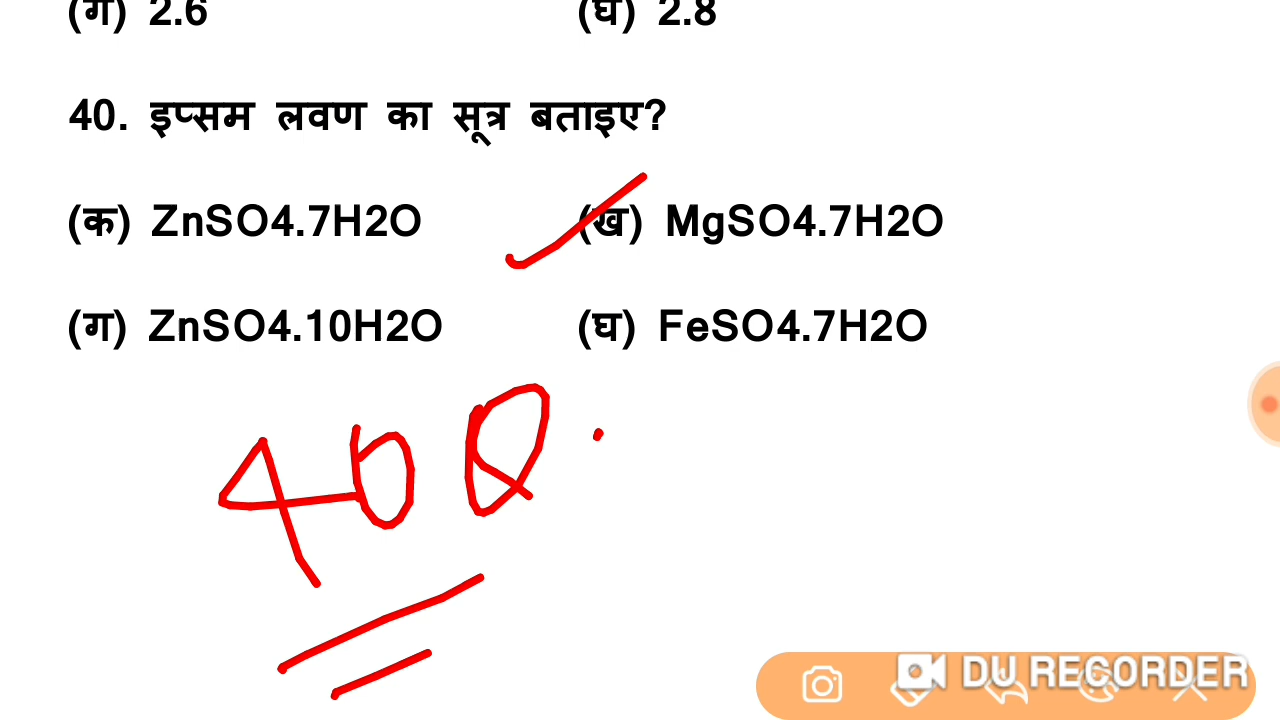 (ग) 2.6 (घ) 2.8
40. इप्सम लवण का सूत्र बताइए?
(क) ZnSO4.7H2O (ख) MgSO4.7H2O
(ग) ZnSO4.10H2O (घ) FeSO4.7H2O
40 Q.
DU RECORDER